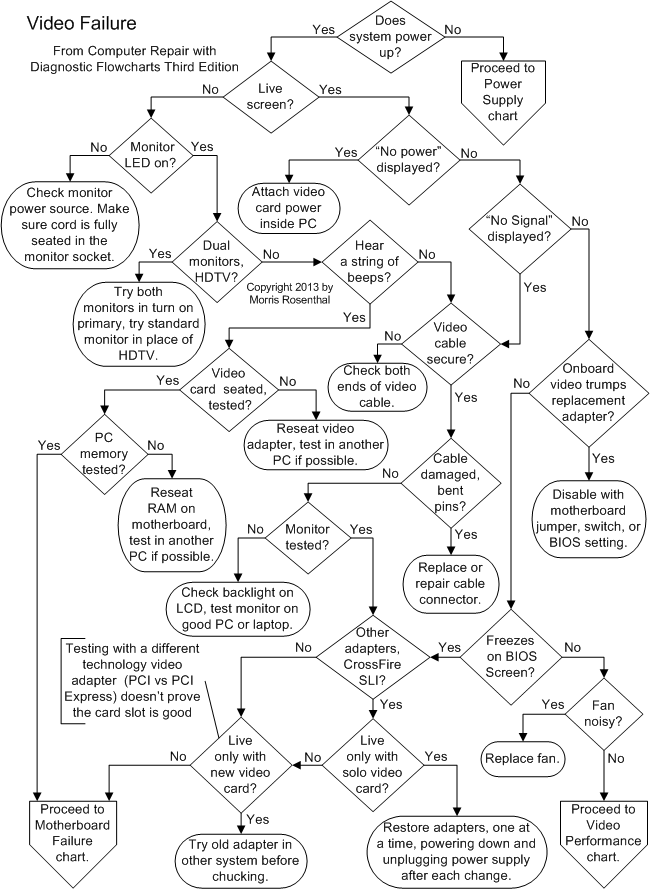 Video Failure
From Computer Repair with
Diagnostic Flowcharts Third Edition
Does
system power
up?
Yes
No
Proceed to
Power
Supply
chart
Live
screen?
No
Yes
Monitor
LED on?
No
Yes
"No power"
displayed?
Yes
No
Check monitor
power source. Make
sure cord is fully
seated in the
monitor socket.
Attach video
card power
inside PC
"No Signal"
displayed?
No
Yes
Dual
monitors,
HDTV?
Yes
No
Hear
a string of
beeps?
No
Yes
Copyright 2013 by
Morris Rosenthal
Try both
monitors in turn on
primary, try standard
monitor in place of
HDTV.
Video
cable
secure?
No
Yes
Check both
ends of video
cable.
Video
card seated,
tested?
Yes
No
Onboard
video trumps
replacement
adapter?
No
Yes
Reseat video
adapter, test in another
PC if possible.
PC
memory
tested?
Yes
No
Cable
damaged,
bent
pins?
No
Yes
Reseat
RAM on
motherboard,
test in another
PC if possible.
Disable with
motherboard
jumper, switch, or
BIOS setting.
Monitor
tested?
No
Yes
Replace or
repair cable
connector.
Check backlight on
LCD, test monitor on
good PC or laptop.
Other
adapters,
CrossFire
SLI?
No
Yes
Freezes
on BIOS
Screen?
Yes
No
Testing with a different
technology video
adapter (PCI vs PCI
Express) doesn't prove
the card slot is good
Fan
noisy?
Yes
No
Replace fan.
Live
only with
new video
card?
No
Yes
Live
only with
solo video
card?
No
Yes
Proceed to
Motherboard
Failure
chart.
Try old adapter in
other system before
chucking.
Restore adapters, one at
a time, powering down and
unplugging power supply
after each change.
Proceed to
Video
Performance
chart.